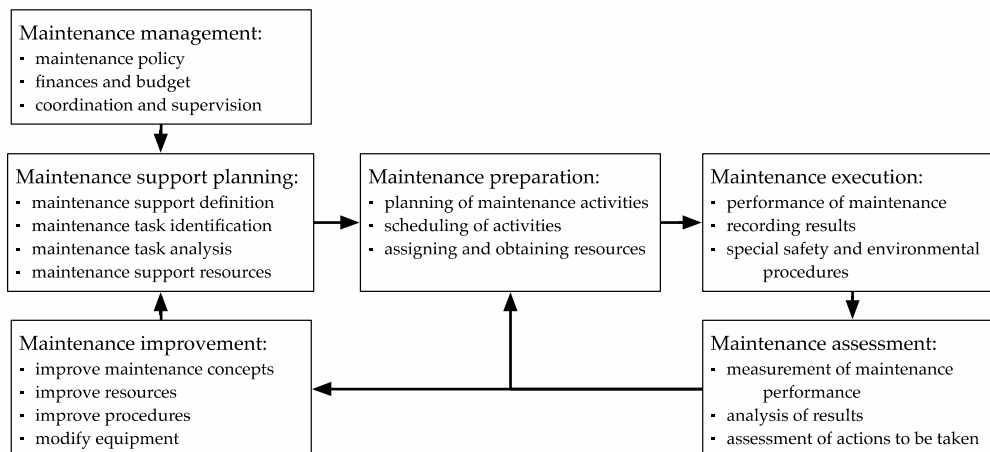 Maintenance management:
▪ maintenance policy
▪ finances and budget
▪ coordination and supervision
Maintenance support planning:
▪ maintenance support definition
▪ maintenance task identification
▪ maintenance task analysis
▪ maintenance support resources
Maintenance preparation:
▪ planning of maintenance activities
▪ scheduling of activities
▪ assigning and obtaining resources
Maintenance execution:
▪ performance of maintenance
▪ recording results
▪ special safety and environmental
procedures
Maintenance improvement:
▪ improve maintenance concepts
▪ improve resources
▪ improve procedures
▪ modify equipment
Maintenance assessment:
▪ measurement of maintenance
performance
▪ analysis of results
▪ assessment of actions to be taken